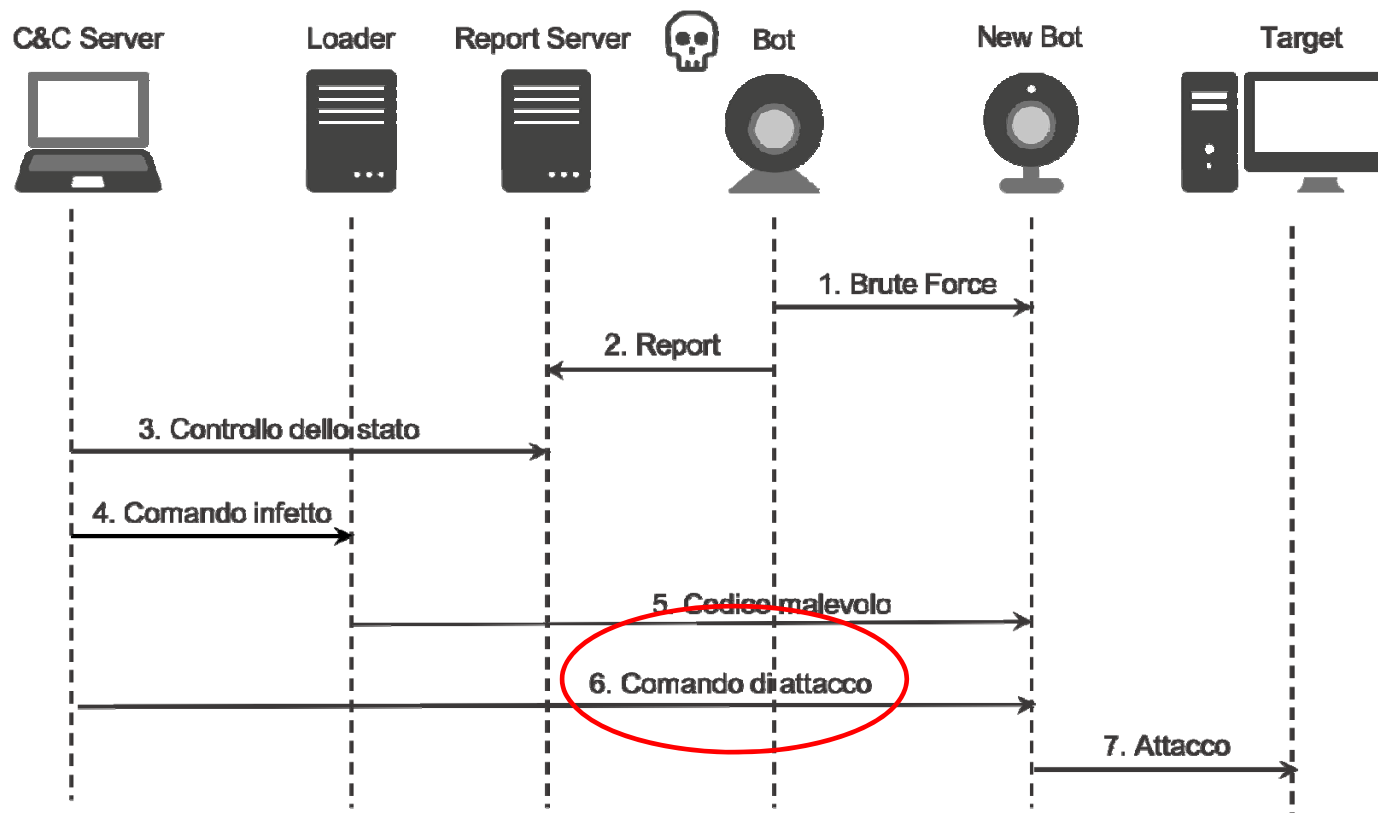 C&C Server
Loader
Report Server
Bot
New Bot
Target
1. Brute Force
2. Report
3. Controllo dello stato
4. Comando infetto
5. Codice malevolo
6. Comando di attacco
7. Attacco